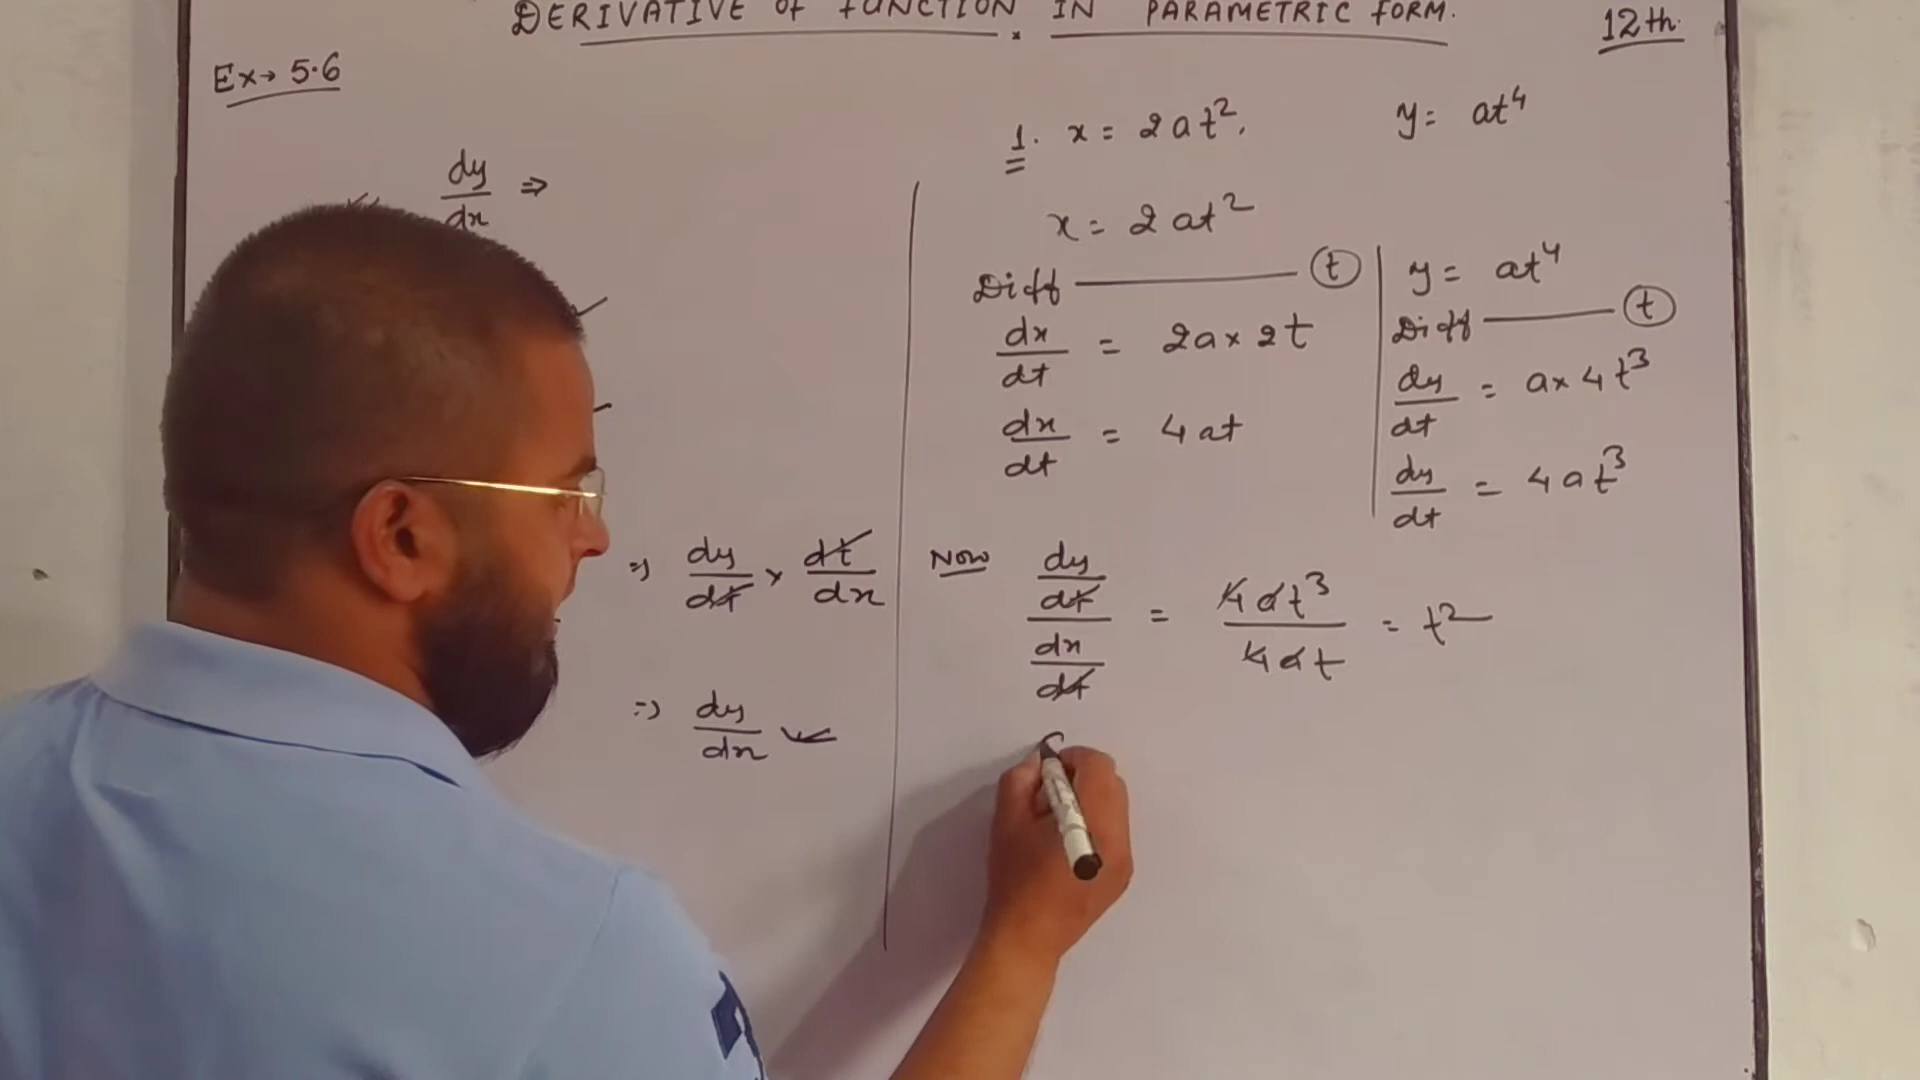 DERIVATIVE OF FUNCTION IN PARAMETRIC FORM.
12th
Ex→ 5.6
dy/dx ⇒
⇒ dy/dt × dt/dx
⇒ dy/dx
1. x = 2at², y = at⁴
x = 2at²
Diff —— t
dx/dt = 2a × 2t
dx/dt = 4at
y = at⁴
Diff —— t
dy/dt = a × 4t³
dy/dt = 4at³
Now (dy/dt)/(dx/dt) = 4at³/4at = t²